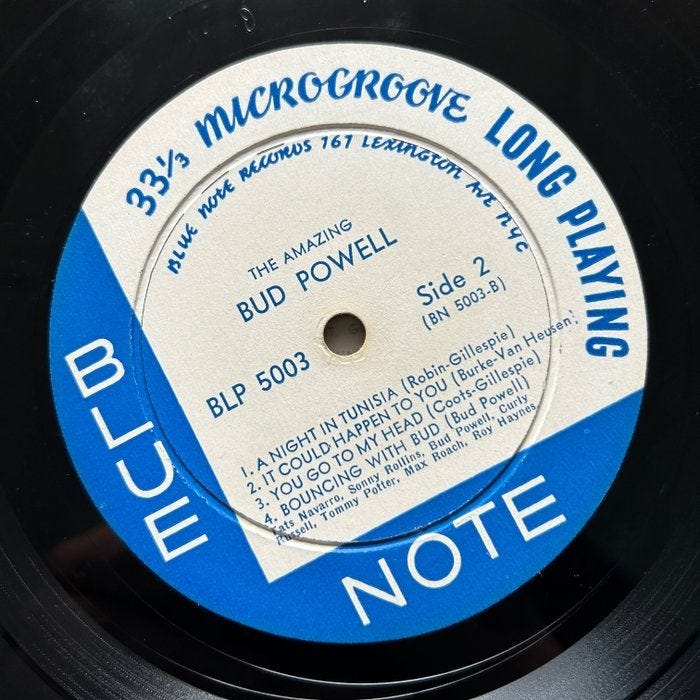 33⅓ MICROGROOVE LONG PLAYING
BLUE NOTE RECORDS 767 LEXINGTON AVE NYC
THE AMAZING
BUD POWELL
Side 2
(BN 5003-B)
BLP 5003
1. A NIGHT IN TUNISIA (Robin-Gillespie)
2. IT COULD HAPPEN TO YOU (Burke-Van Heusen)
3. YOU GO TO MY HEAD (Coots-Gillespie)
4. BOUNCING WITH BUD (Bud Powell)
Fats Navarro, Sonny Rollins, Bud Powell, Curly
Russell, Tommy Potter, Max Roach, Roy Haynes
BLUE NOTE